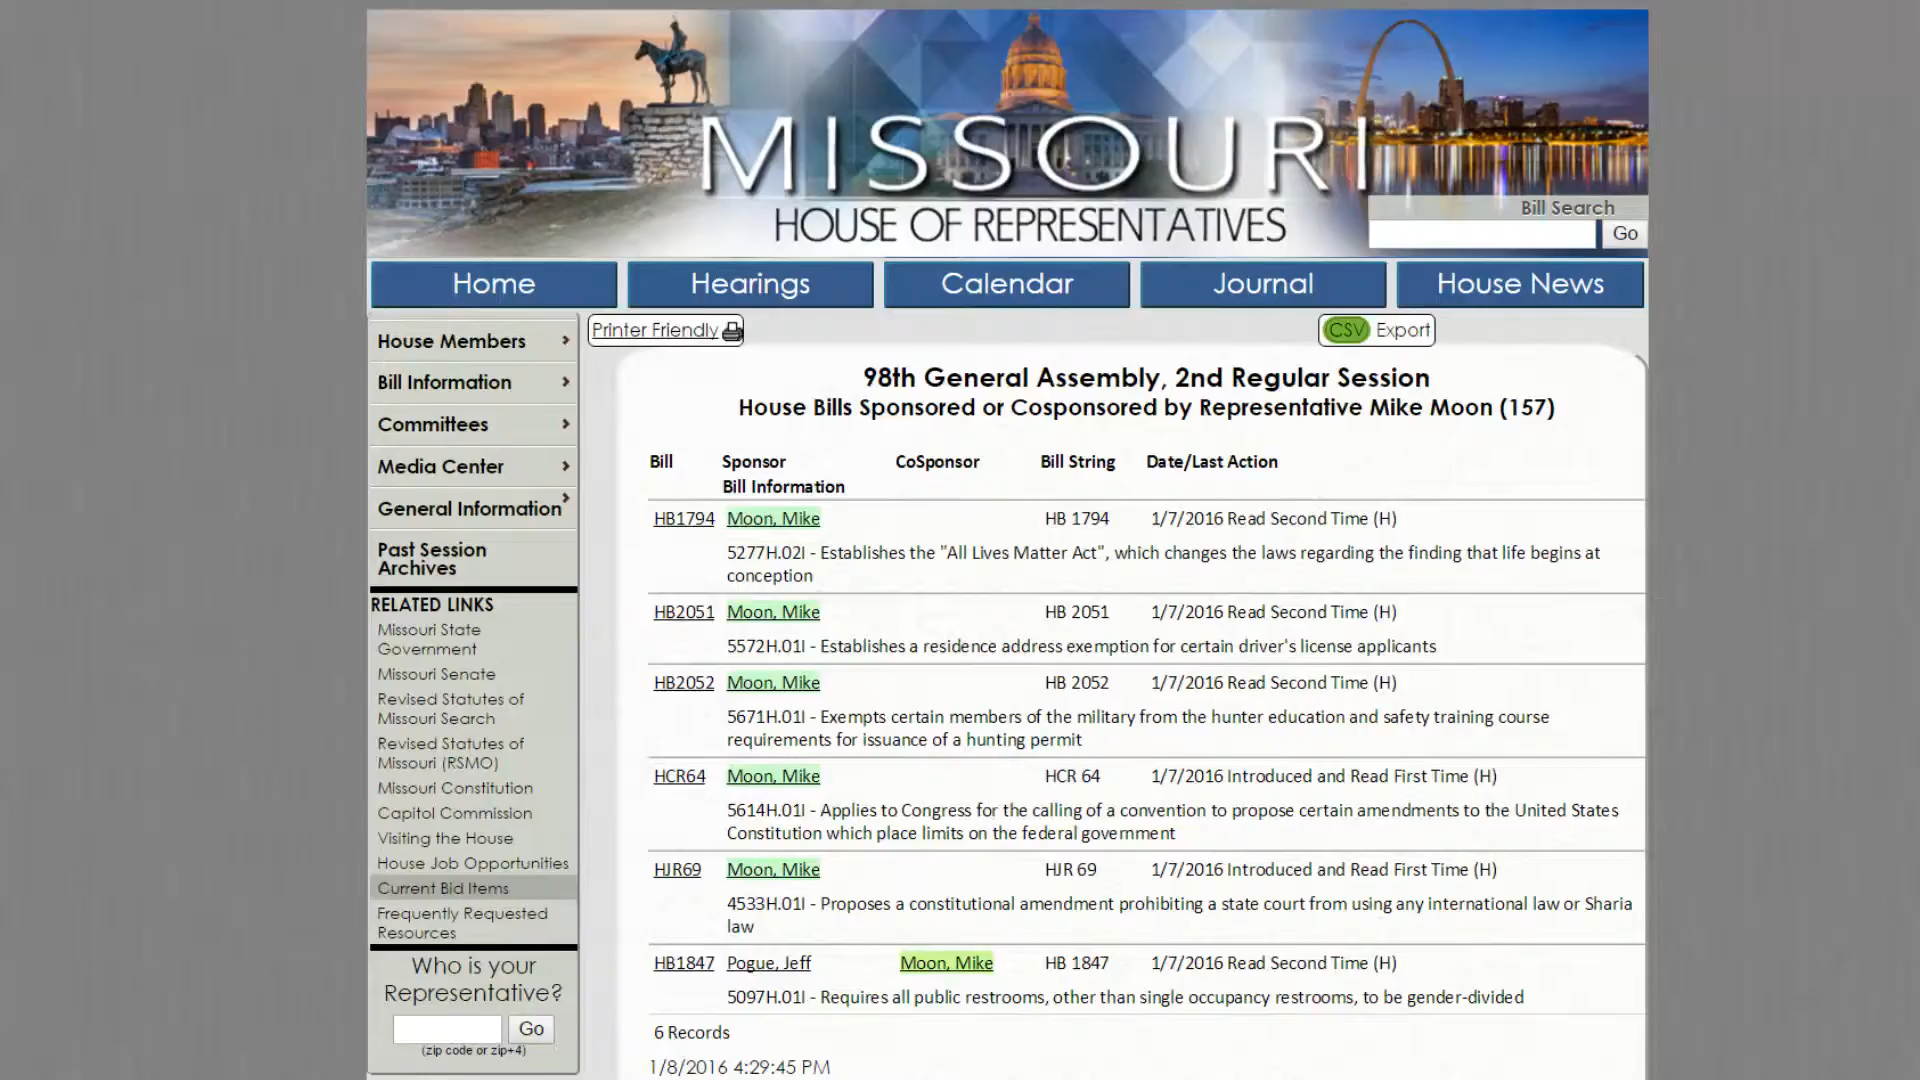 MISSOURI
HOUSE OF REPRESENTATIVES
Bill Search
Go
Home Hearings Calendar Journal House News
Printer Friendly
CSV Export
House Members
Bill Information
Committees
Media Center
General Information
Past Session
Archives
RELATED LINKS
Missouri State
Government
Missouri Senate
Revised Statutes of
Missouri Search
Revised Statutes of
Missouri (RSMO)
Missouri Constitution
Capitol Commission
Visiting the House
House Job Opportunities
Current Bid Items
Frequently Requested
Resources
Who is your
Representative?
Go
(zip code or zip+4)
98th General Assembly, 2nd Regular Session
House Bills Sponsored or Cosponsored by Representative Mike Moon (157)
Bill Sponsor CoSponsor Bill String Date/Last Action
Bill Information
HB1794 Moon, Mike HB 1794 1/7/2016 Read Second Time (H)
5277H.02I - Establishes the "All Lives Matter Act", which changes the laws regarding the finding that life begins at
conception
HB2051 Moon, Mike HB 2051 1/7/2016 Read Second Time (H)
5572H.01I - Establishes a residence address exemption for certain driver's license applicants
HB2052 Moon, Mike HB 2052 1/7/2016 Read Second Time (H)
5671H.01I - Exempts certain members of the military from the hunter education and safety training course
requirements for issuance of a hunting permit
HCR64 Moon, Mike HCR 64 1/7/2016 Introduced and Read First Time (H)
5614H.01I - Applies to Congress for the calling of a convention to propose certain amendments to the United States
Constitution which place limits on the federal government
HJR69 Moon, Mike HJR 69 1/7/2016 Introduced and Read First Time (H)
4533H.01I - Proposes a constitutional amendment prohibiting a state court from using any international law or Sharia
law
HB1847 Pogue, Jeff Moon, Mike HB 1847 1/7/2016 Read Second Time (H)
5097H.01I - Requires all public restrooms, other than single occupancy restrooms, to be gender-divided
6 Records
1/8/2016 4:29:45 PM